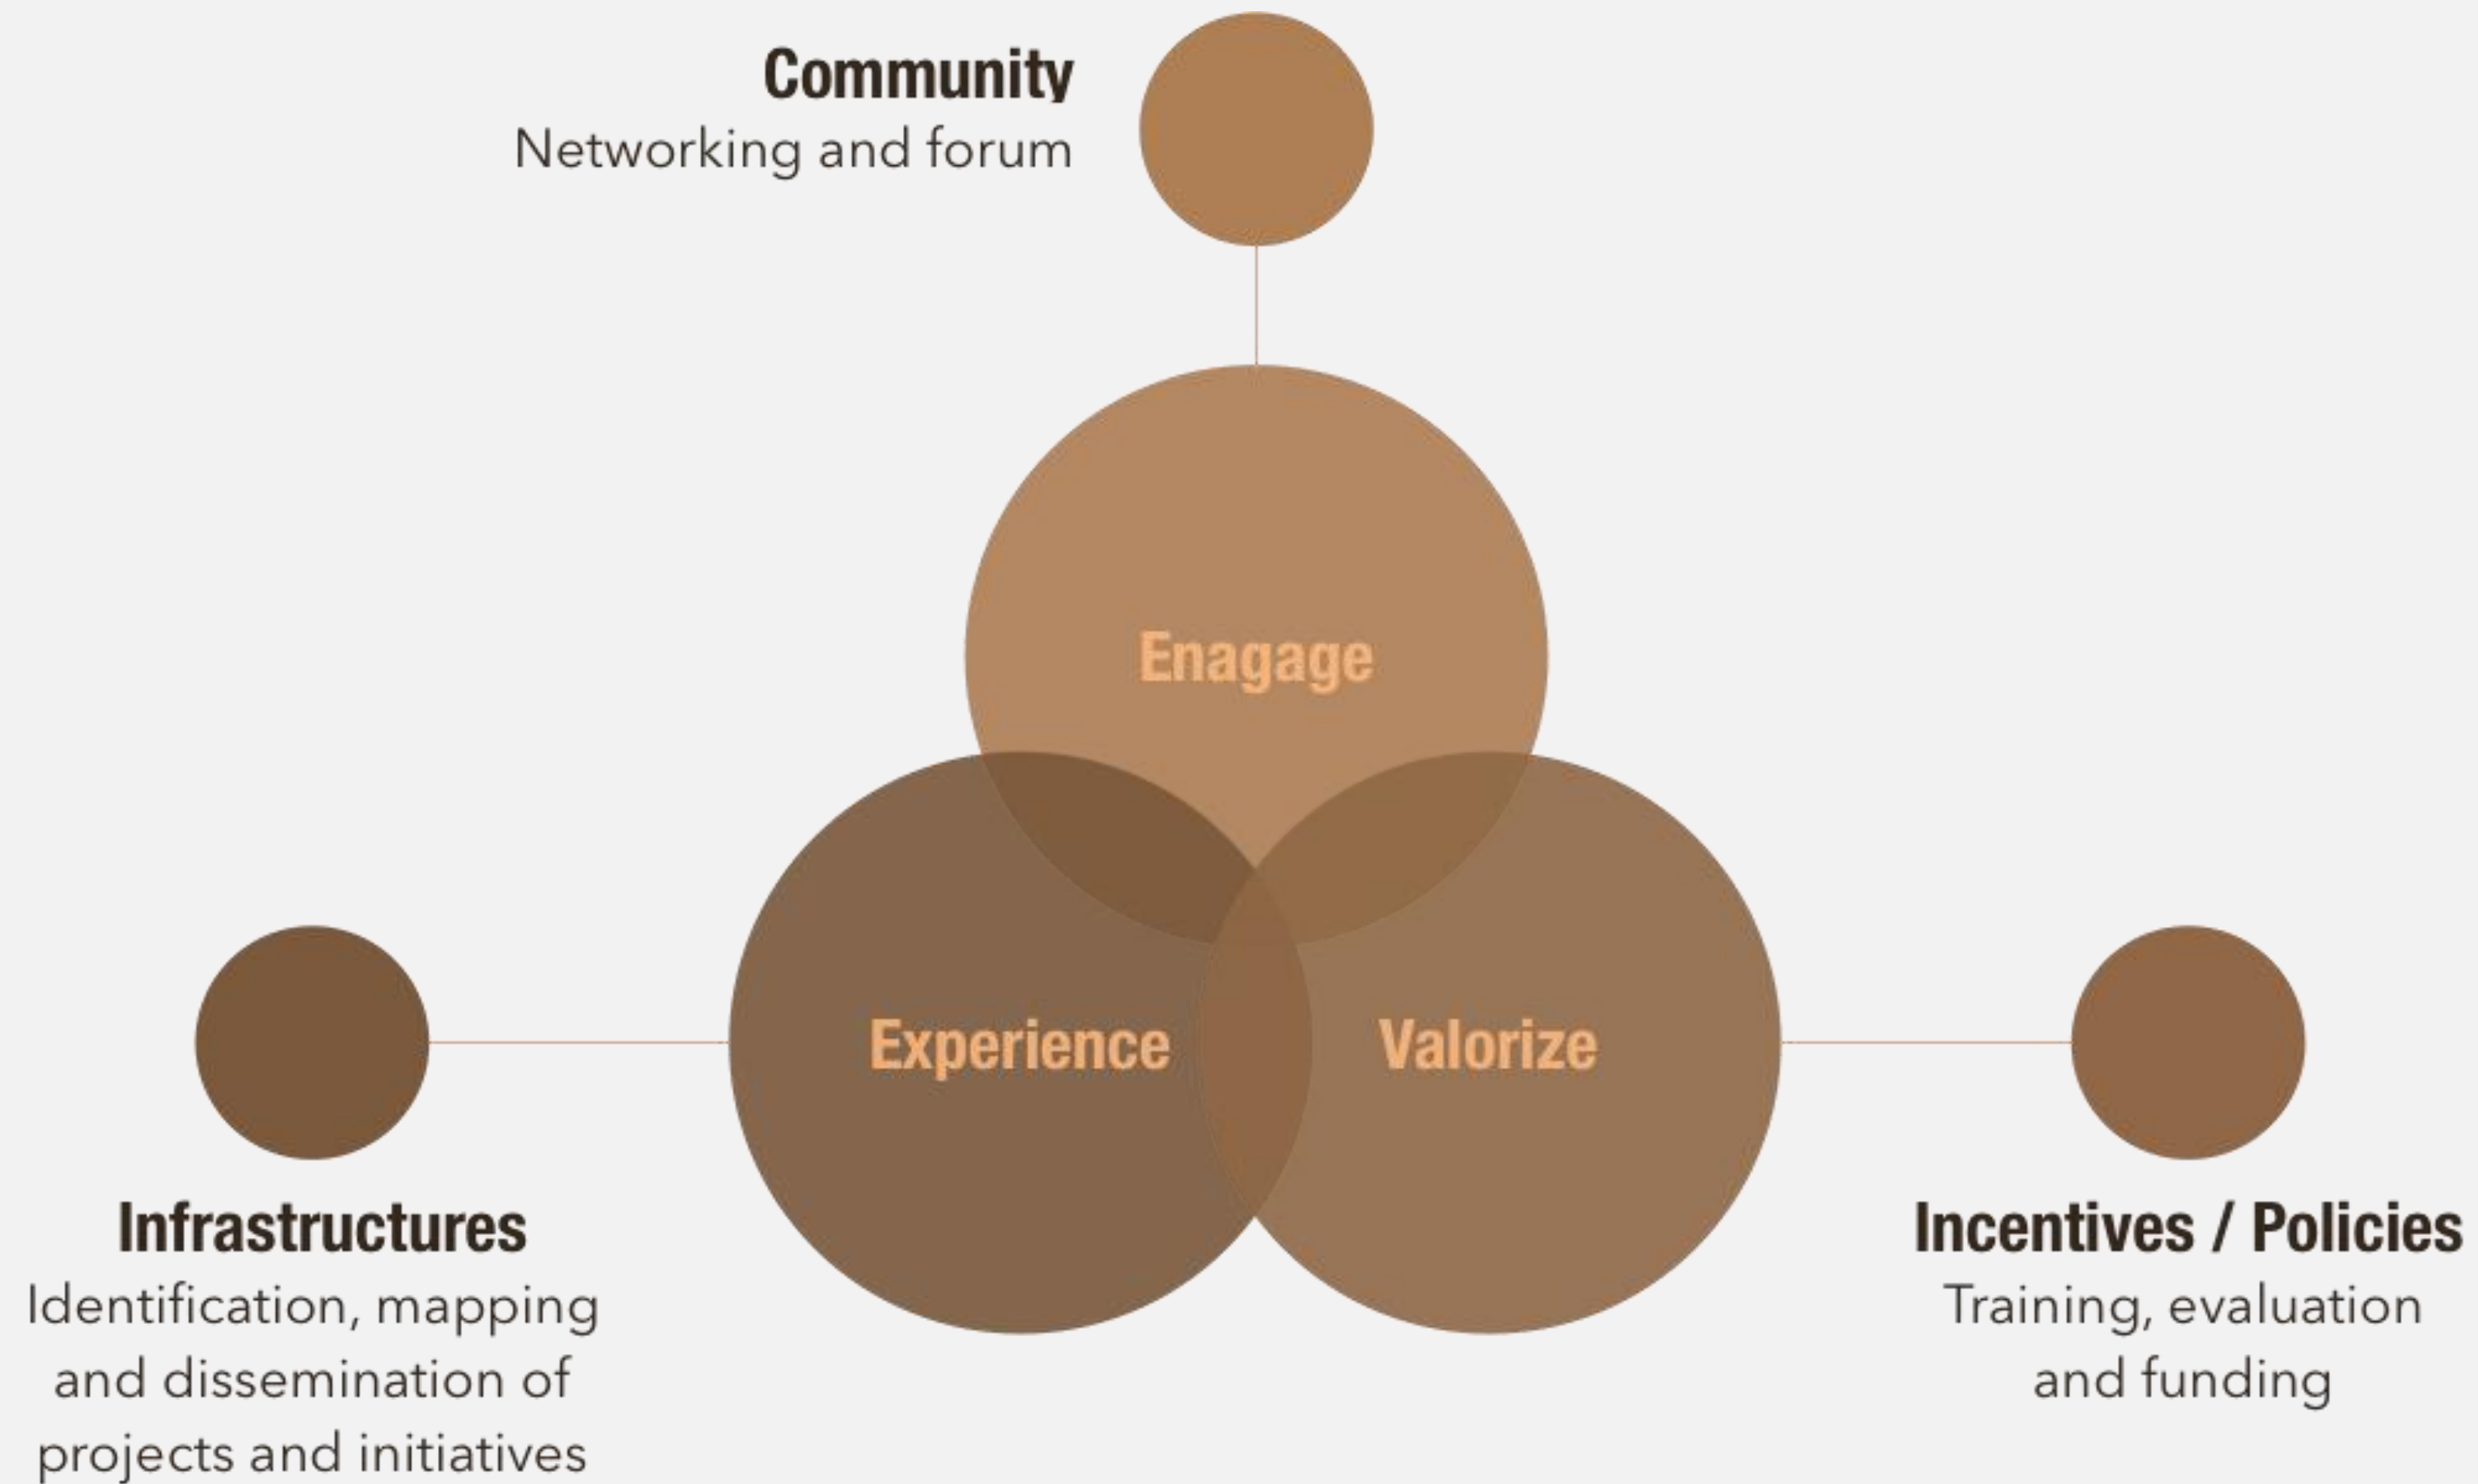 Community
Networking and forum
Enagage
Experience
Valorize
Infrastructures
Identification, mapping
and dissemination of
projects and initiatives
Incentives / Policies
Training, evaluation
and funding